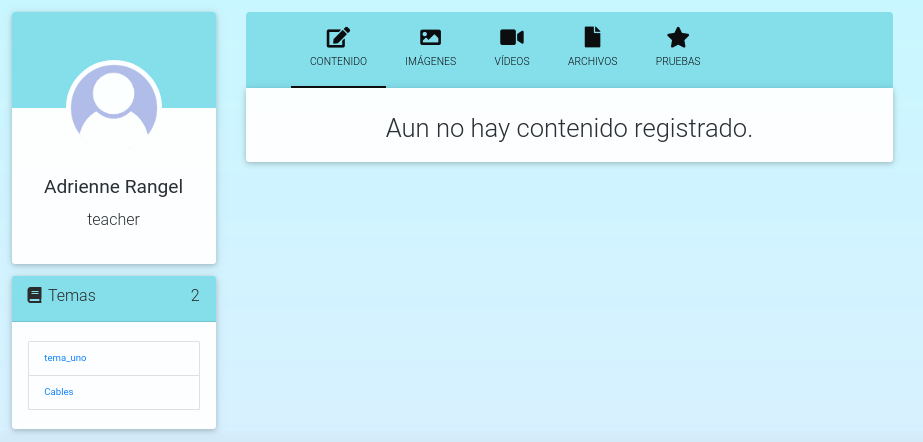 Adrienne Rangel
teacher
Temas 2
tema_uno
Cables
CONTENIDO IMÁGENES VÍDEOS ARCHIVOS PRUEBAS
Aun no hay contenido registrado.